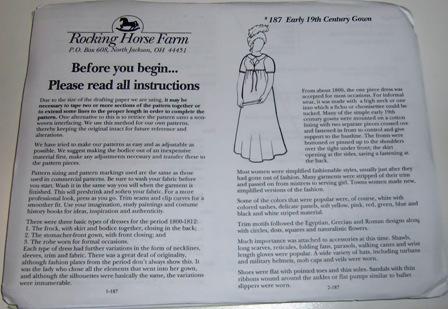 Rocking Horse Farm
P.O. Box 608, North Jackson, OH 44451
Before you begin...
Please read all instructions
Due to the size of the drafting paper we are using, it may be
necessary to tape two or more sections of the pattern together or
to extend some lines to the proper length in order to complete the
pattern. One alternative to this is to retrace the pattern onto a non-
woven interfacing. We use this method for our own patterns,
thereby keeping the original intact for future reference and
alterations.
We have tried to make our patterns as easy and as adjustable as
possible. We suggest making the bodice out of an inexpensive
material first, make any adjustments necessary and transfer these to
the pattern pieces.
Pattern sizing and pattern markings used are the same as those
used in commercial patterns. Be sure to wash your fabric before
you start. Wash it in the same way you will when the garment is
finished. This will preshrink and soften your fabric. For a more
professional look, press as you go. Trim seams and clip curves for a
smoother fit. Use your imagination, study paintings and costume
history books for ideas, inspiration and authenticity.
There were three basic types of dresses for the period 1800-1812:
1. The frock, with skirt and bodice together, closing in the back;
2. The stomacher-front gown, with front closing; and
3. The robe worn for formal occasions.
Each type of dress had further variations in the form of necklines,
sleeves, trim and fabric. There was a great deal of originality,
although fashion plates from the period don't always show this. It
was the lady who chose all the elements that went into her gown,
and although the silhouettes were basically the same, the variations
were innumerable.
1-187
#187 Early 19th Century Gown
From about 1800, the one piece dress was
accepted for most occasions. For informal
wear, it was made with a high neck or one
into which a fichu or chemisette could be
tucked. Many of the simple early 19th
century gowns were mounted on a cotton
lining with two separate pieces crossed over
and fastened in front to control and give
support to the bustline. The fronts were
buttoned or pinned up to the shoulders
over the tight under front; the skirt
opening at the sides, saving a fastening at
the back.
Most women were simplified fashionable styles, usually just after they
had gone out of fashion. Many garments were stripped of their trim
and passed on from mistress to serving girl. Towns women made new,
simplified versions of the fashion.
Some of the colors that were popular were, of course, white with
colored sashes, delicate pastels, soft yellow, pink, red, green, blue and
black and white striped material.
Trim motifs followed the Egyptian, Grecian and Roman designs along
with circles, dots, squares and naturalistic flowers.
Much importance was attached to accessories at this time. Shawls,
long scarves, reticules, folding fans, parasols, walking canes and wrist
length gloves were popular. A wide variety of hats, including turbans
and military helmets, mob caps and veils were worn.
Shoes were flat with pointed toes and thin soles. Sandals with thin
ribbons wound around the ankles or flat pumps similar to ballet
slippers were worn.
2-187